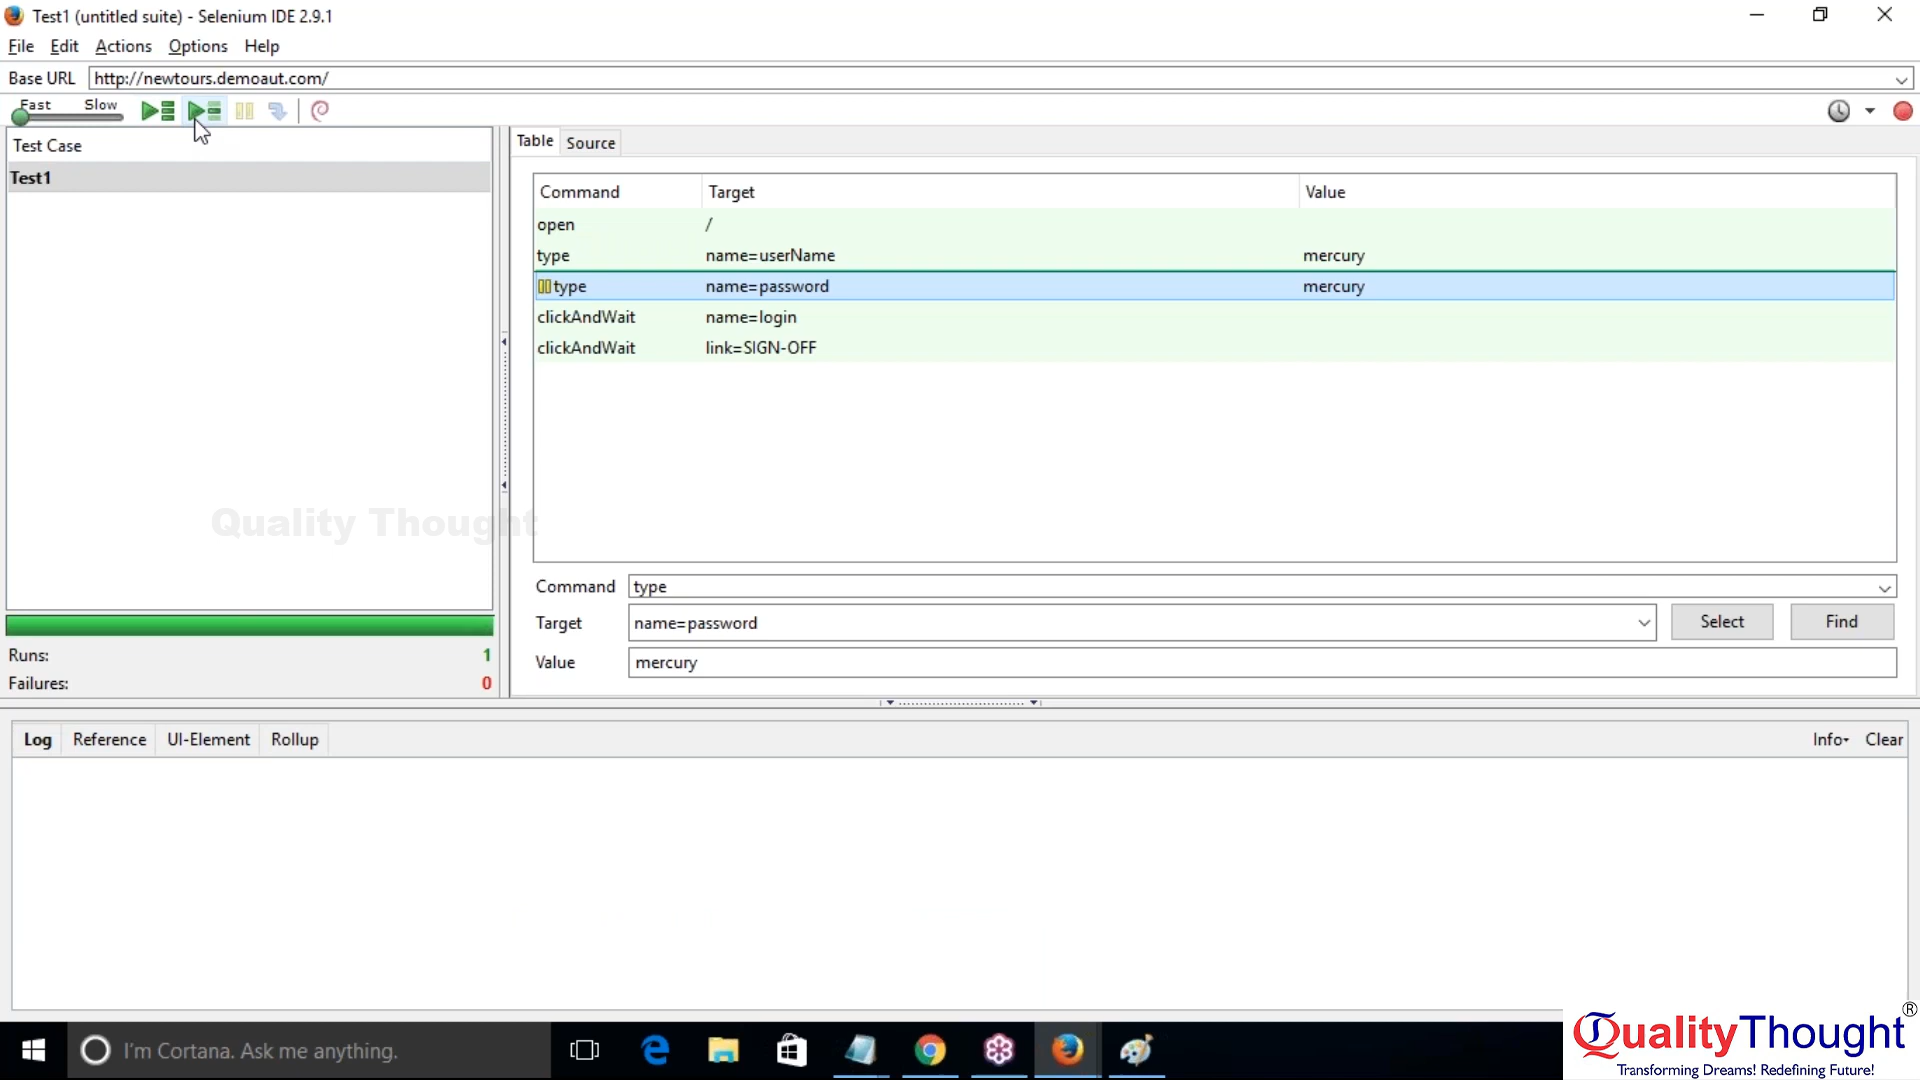 Test1 (untitled suite) - Selenium IDE 2.9.1
File Edit Actions Options Help
Base URL http://newtours.demoaut.com/
Fast Slow
Test Case
Test1
Table Source
Command Target Value
open /
type name=userName mercury
type name=password mercury
clickAndWait name=login
clickAndWait link=SIGN-OFF
Quality Thought
Command type
Target name=password Select Find
Value mercury
Runs: 1
Failures: 0
Log Reference UI-Element Rollup Info Clear
I'm Cortana. Ask me anything.
QualityThought®
Transforming Dreams! Redefining Future!